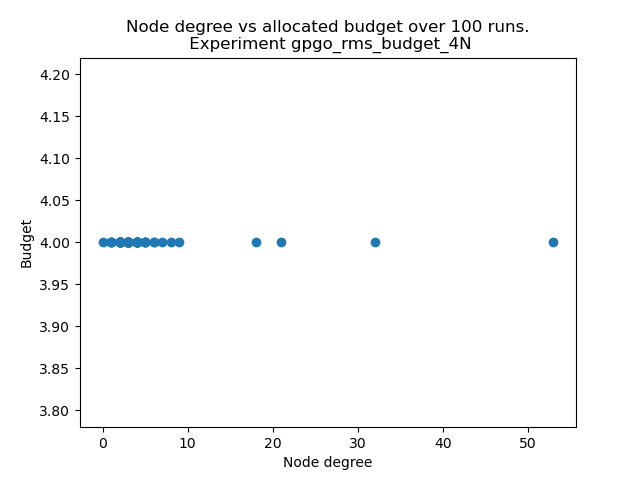 Node degree vs allocated budget over 100 runs.
Experiment gpgo_rms_budget_4N
4.20
4.15
4.10
4.05
4.00
3.95
3.90
3.85
3.80
Budget
0 10 20 30 40 50
Node degree